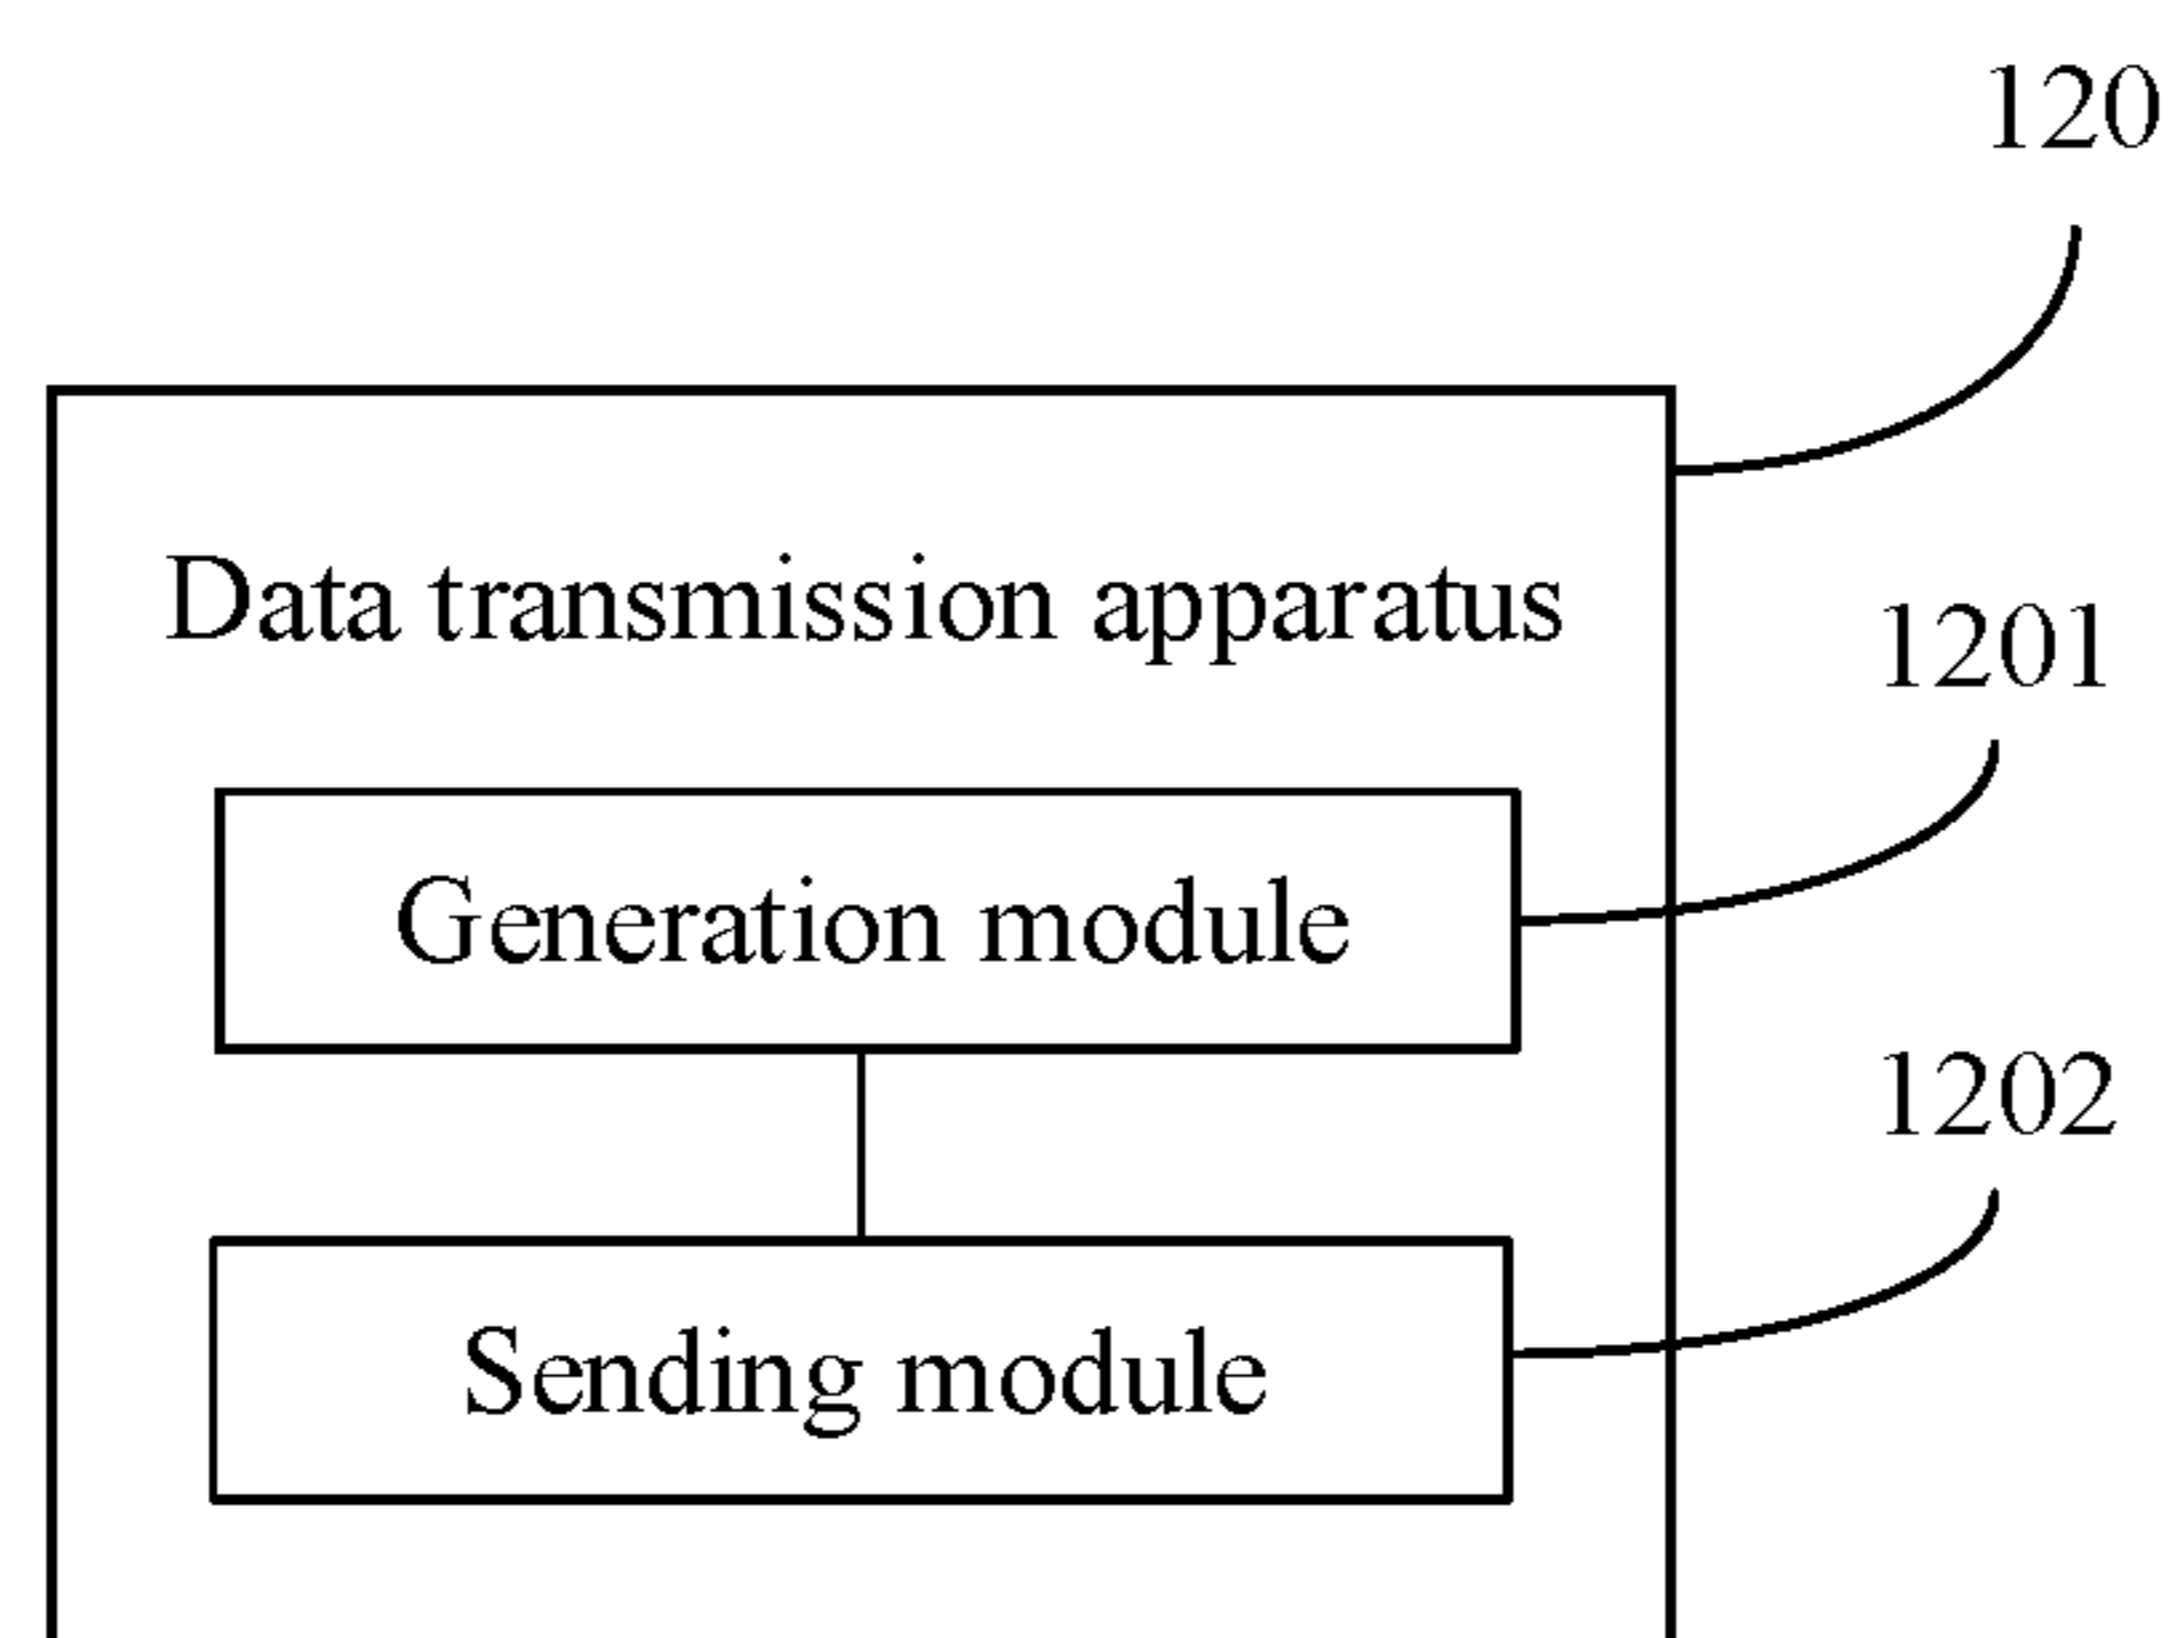 120
Data transmission apparatus
1201
Generation module
1202
Sending module